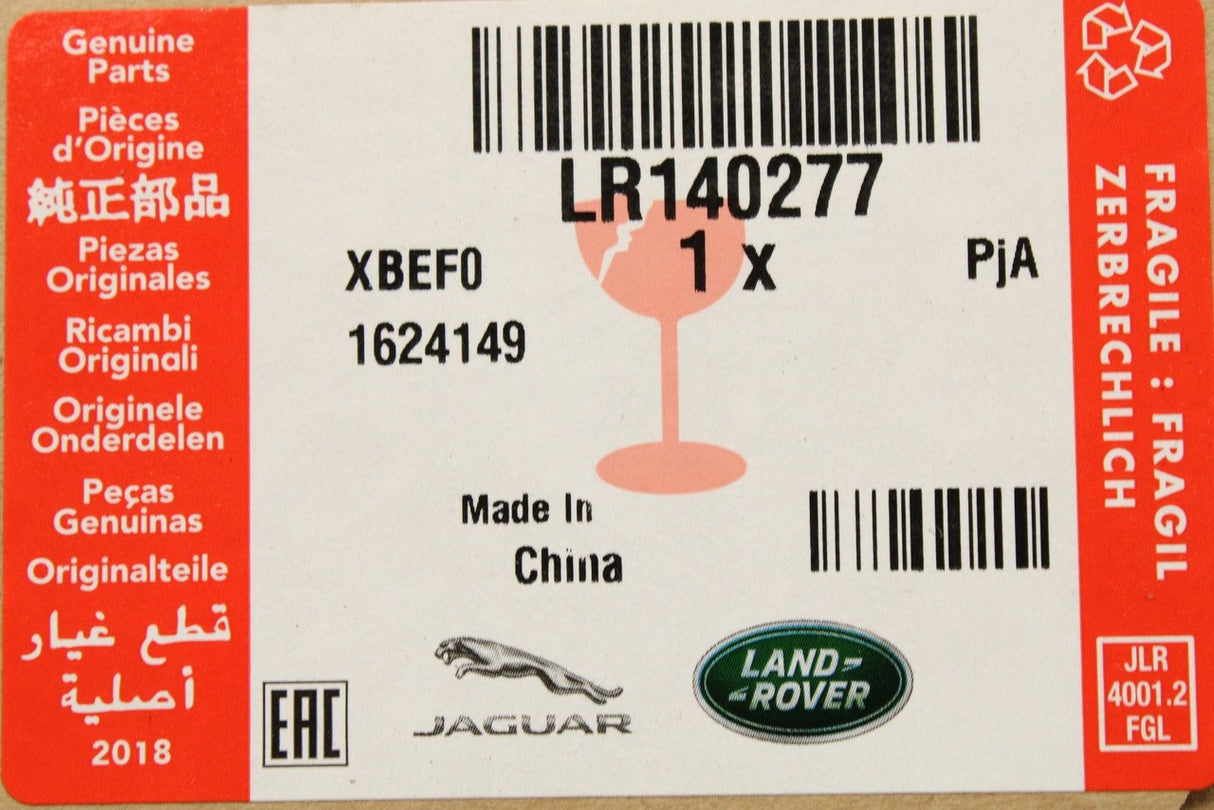 Genuine
Parts
Pièces
d'Origine
純正部品
Piezas
Originales
Ricambi
Originali
Originele
Onderdelen
Peças
Genuinas
Originalteile
قطع غيار
أصلية
2018
LR140277
XBEF0
1 x
PjA
1624149
Made In
China
EAC
JAGUAR
LAND-
-ROVER
FRAGILE : FRAGIL
ZERBRECHLICH
JLR
4001.2
FGL